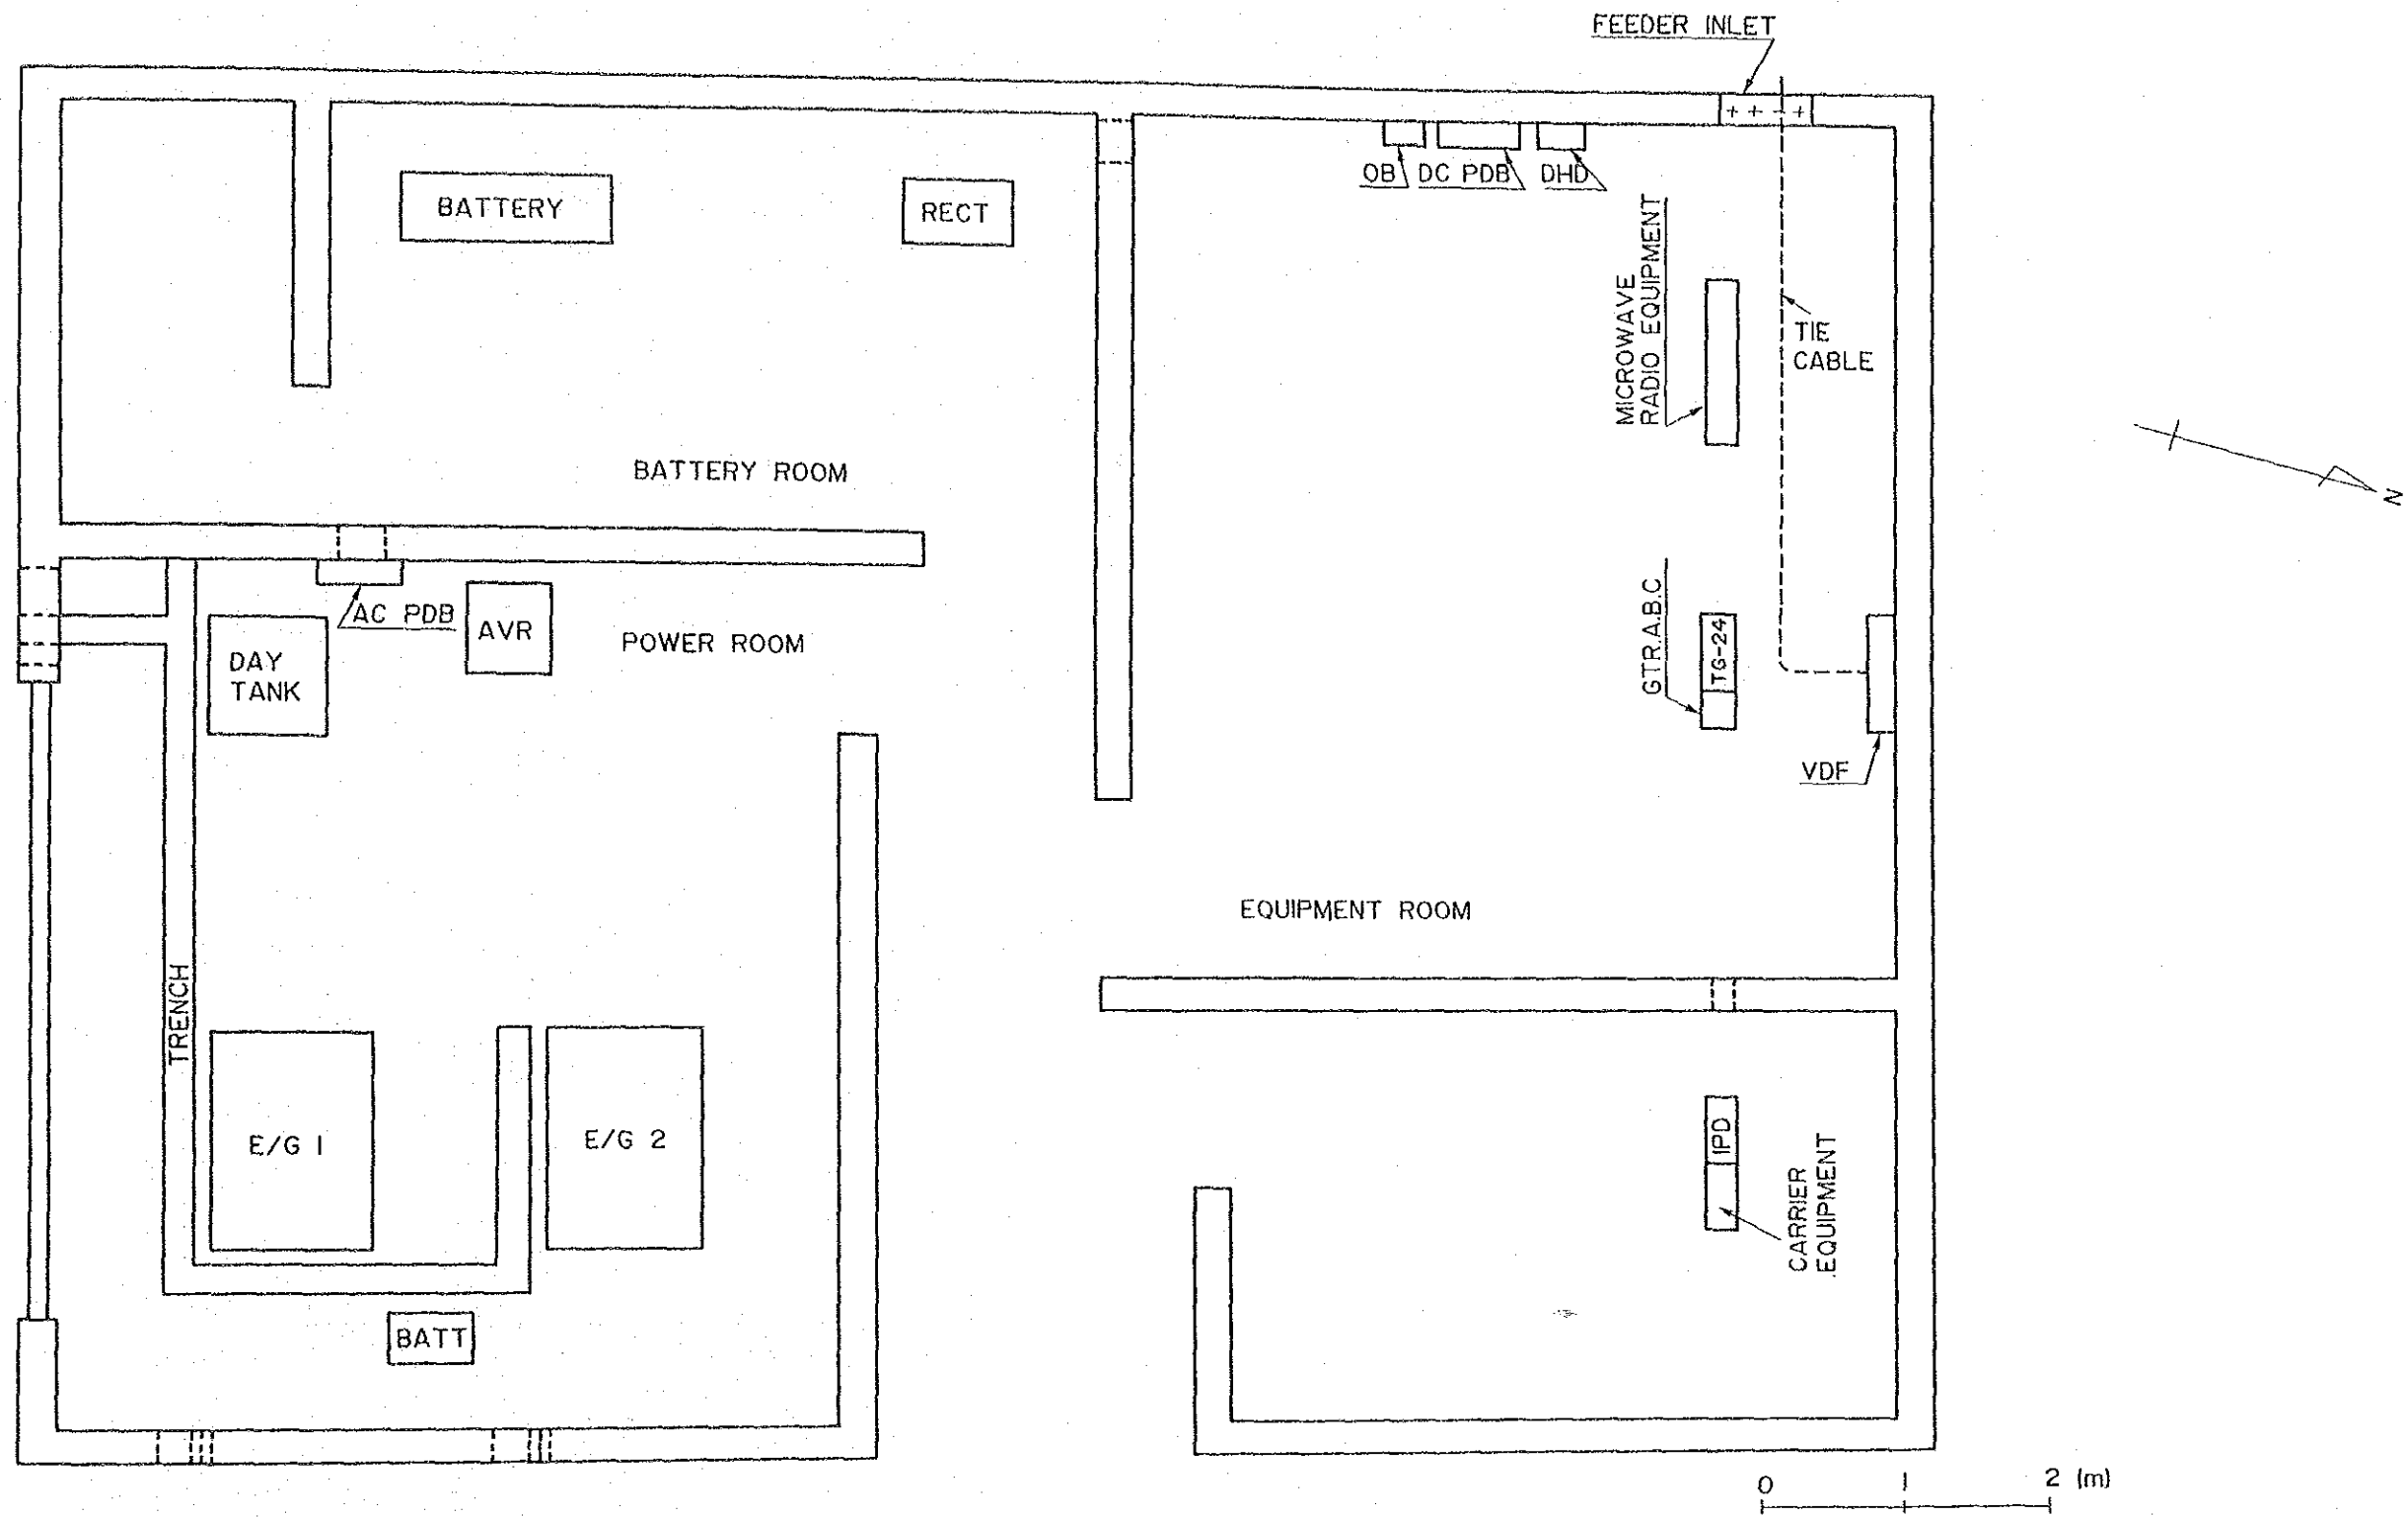 FEEDER INLET
OB
DC PDB
DHD
BATTERY
RECT
MICROWAVE
RADIO EQUIPMENT
TIE
CABLE
BATTERY ROOM
N
AC PDB
AVR
POWER ROOM
DAY
TANK
GTR.A.B.C
TG-24
VDF
EQUIPMENT ROOM
TRENCH
E/G 1
E/G 2
IPD
CARRIER
EQUIPMENT
BATT
0 1 2 (m)